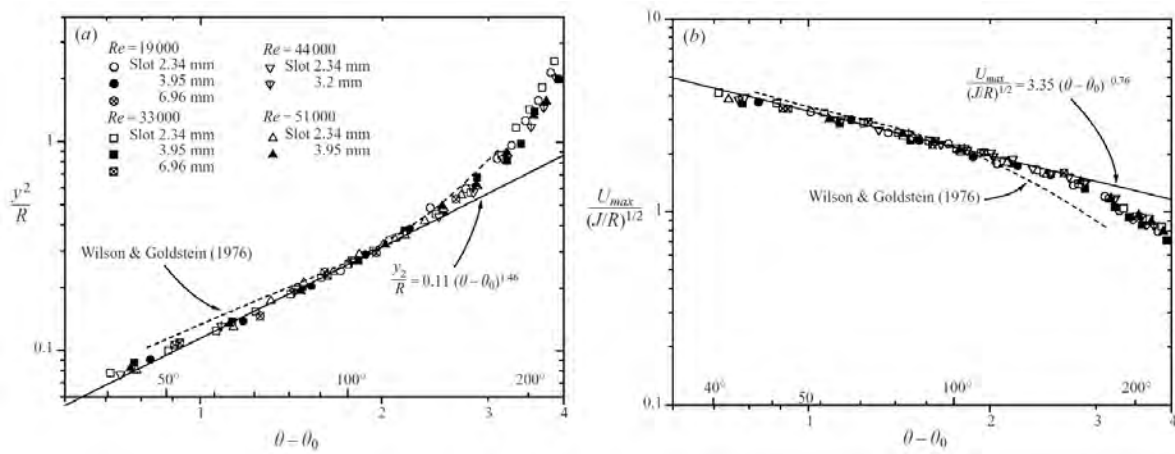 (a)
Re = 19 000
Slot 2.34 mm
3.95 mm
6.96 mm
Re = 33 000
Slot 2.34 mm
3.95 mm
6.96 mm
Re = 44 000
Slot 2.34 mm
3.2 mm
Re = 51 000
Slot 2.34 mm
3.95 mm
2
1
0.1
y²/R
Wilson & Goldstein (1976)
y₂/R = 0.11 (θ – θ₀)^1.46
50° 100° 200°
1 2 3 4
θ – θ₀
(b)
10
1
0.1
U_max/(J/R)^1/2
U_max/(J/R)^1/2 = 3.35 (θ – θ₀)^-0.76
Wilson & Goldstein (1976)
40° 50 100° 200°
1 2 3 4
θ – θ₀